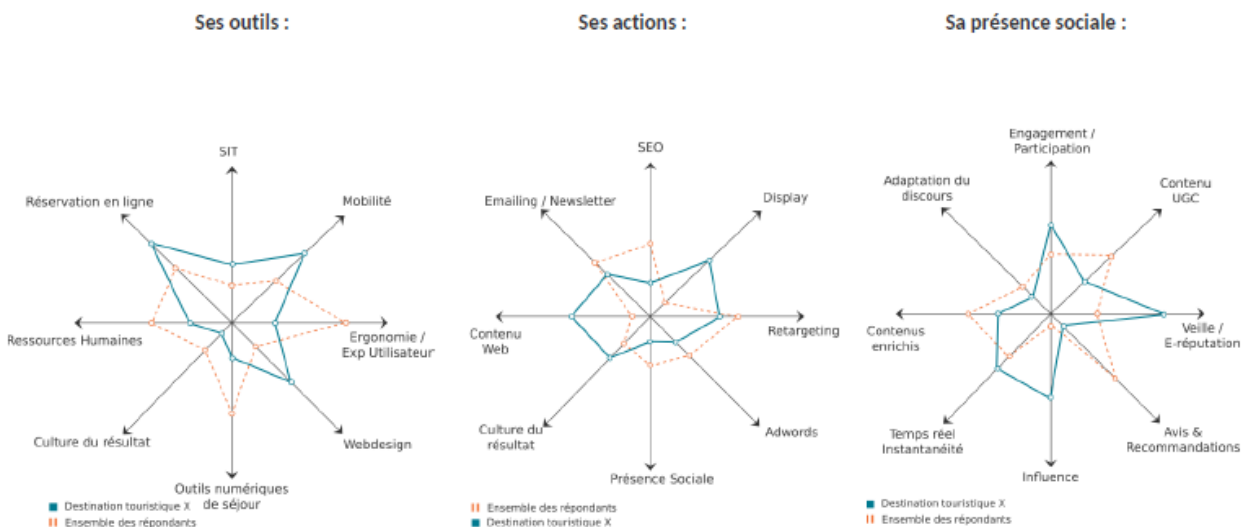 Ses outils :
SIT
Réservation en ligne
Mobilité
Ressources Humaines
Ergonomie /
Exp Utilisateur
Culture du résultat
Webdesign
Outils numériques
de séjour
Destination touristique X
Ensemble des répondants
Ses actions :
SEO
Emailing / Newsletter
Display
Contenu
Web
Retargeting
Culture du
résultat
Adwords
Présence Sociale
Ensemble des répondants
Destination touristique X
Sa présence sociale :
Engagement /
Participation
Adaptation du
discours
Contenu
UGC
Contenus
enrichis
Veille /
E-réputation
Temps réel
Instantanéité
Avis &
Recommandations
Influence
Destination touristique X
Ensemble des répondants